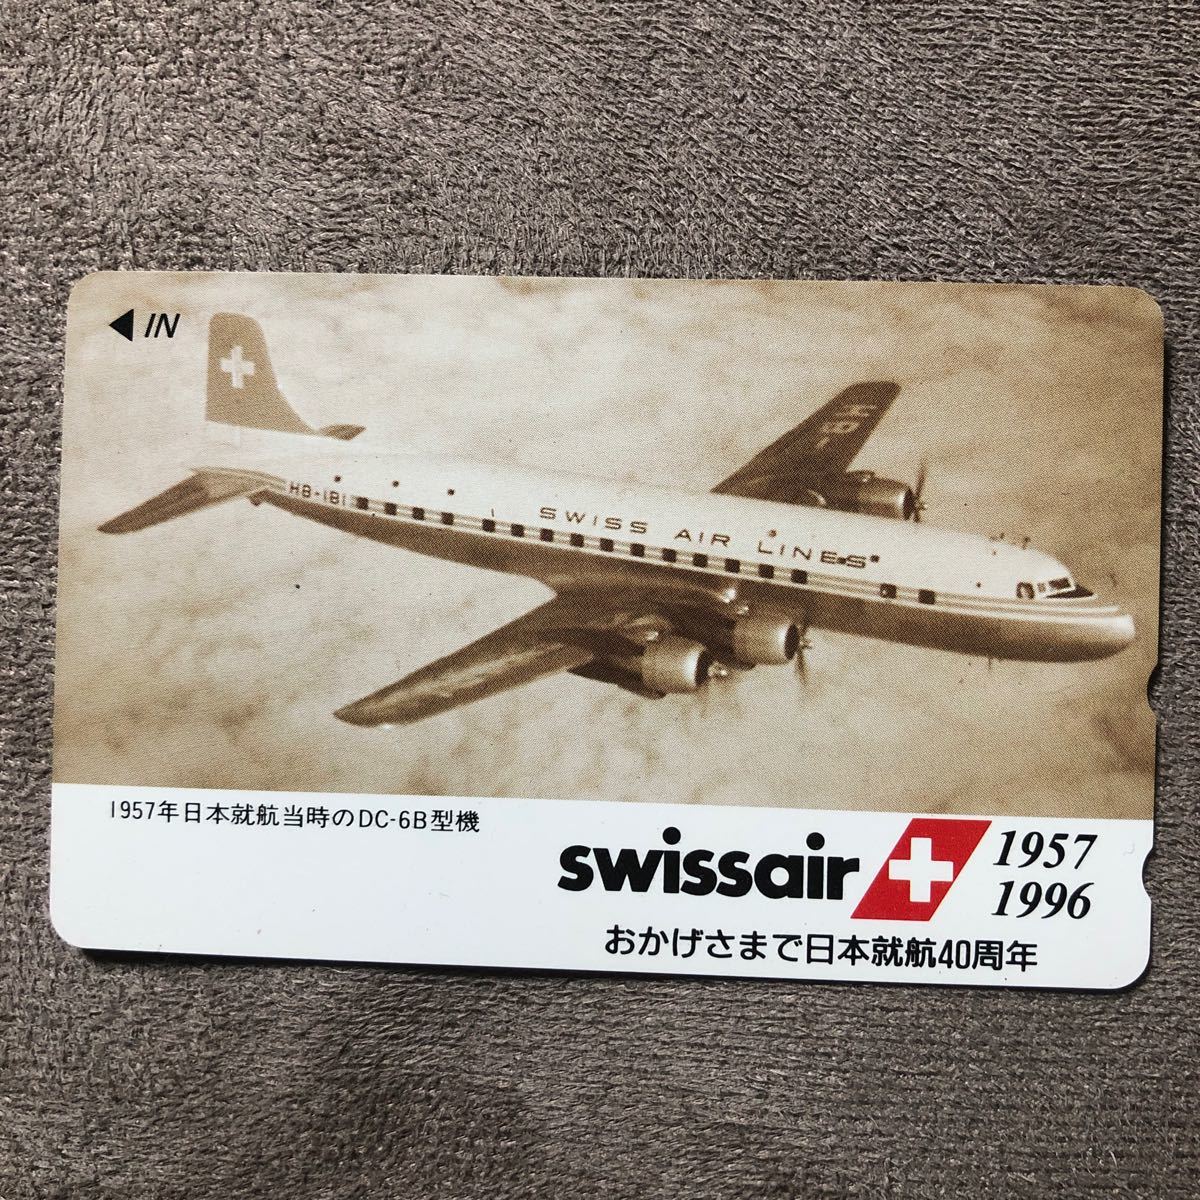 ◀ IN
HB-IBI
SWISS AIR LINES
1957年日本就航当時のDC-6B型機
swissair
1957
1996
おかげさまで日本就航40周年